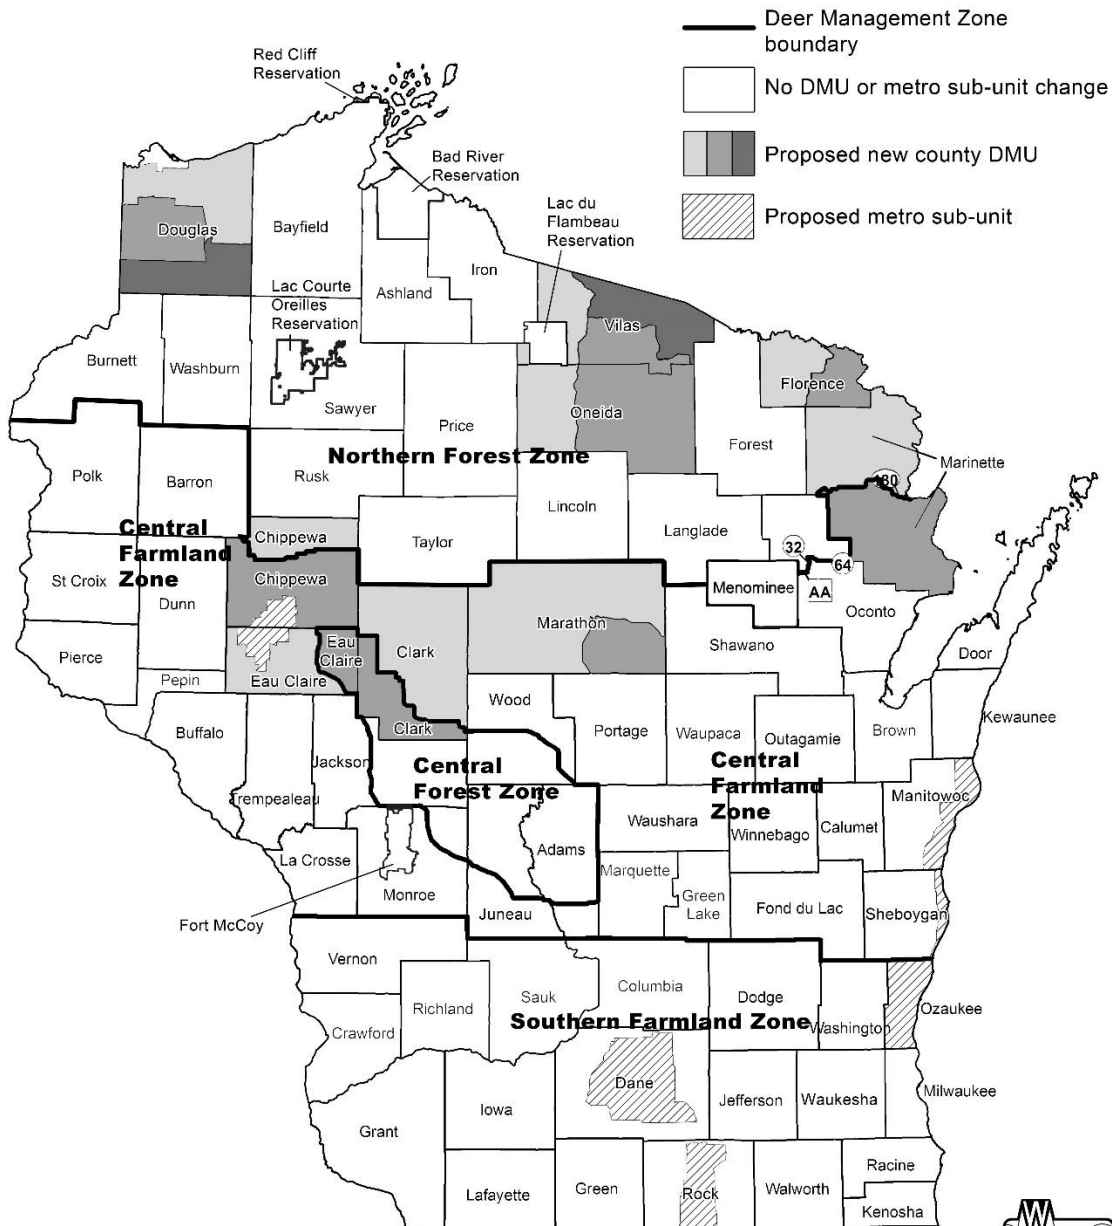 Deer Management Zone
boundary
No DMU or metro sub-unit change
Proposed new county DMU
Proposed metro sub-unit
Red Cliff
Reservation
Bad River
Reservation
Lac du
Flambeau
Reservation
Douglas
Bayfield
Iron
Ashland
Lac Courte
Oreilles
Reservation
Vilas
Burnett
Washburn
Sawyer
Florence
Price
Oneida
Forest
Northern Forest Zone
Marinette
Polk
Barron
Rusk
180
Lincoln
Central
Farmland
Zone
Chippewa
Taylor
Langlade
32
64
AA
St Croix
Dunn
Chippewa
Menominee
Oconto
Marathon
Pierce
Eau
Claire
Clark
Shawano
Door
Pepin
Eau Claire
Wood
Buffalo
Clark
Portage
Waupaca
Outagamie
Brown
Kewaunee
Jackson
Central
Forest Zone
Central
Farmland
Zone
Trempealeau
Manitowoc
Waushara
Winnebago
Calumet
La Crosse
Adams
Marquette
Monroe
Green
Lake
Fond du Lac
Sheboygan
Fort McCoy
Juneau
Vernon
Richland
Sauk
Columbia
Dodge
Ozaukee
Southern Farmland Zone
Washington
Crawford
Dane
Jefferson
Waukesha
Milwaukee
Iowa
Grant
Racine
Lafayette
Green
Rock
Walworth
Kenosha
W